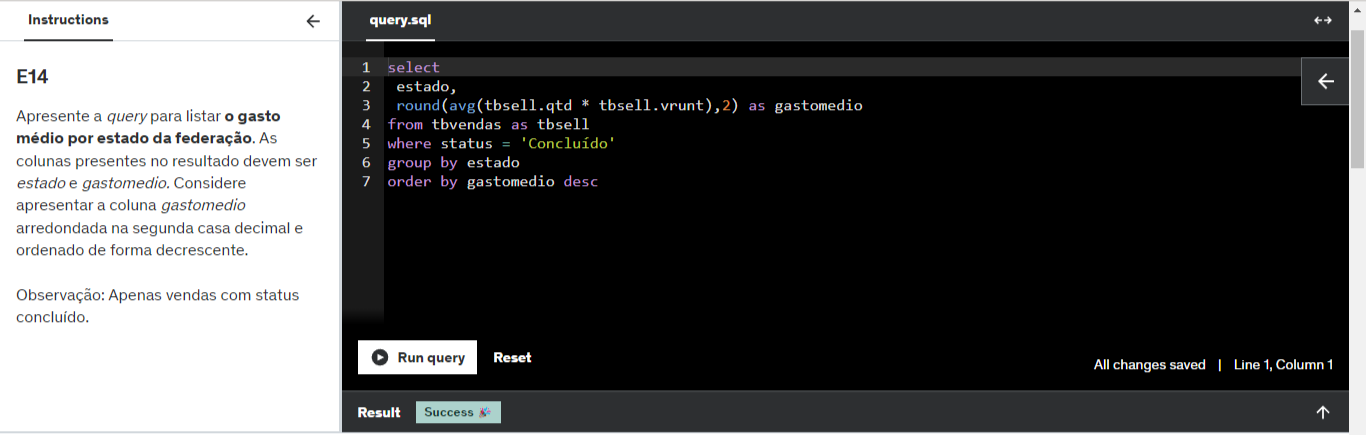 Instructions
E14
Apresente a query para listar o gasto
médio por estado da federação. As
colunas presentes no resultado devem ser
estado e gastomedio. Considere
apresentar a coluna gastomedio
arredondada na segunda casa decimal e
ordenado de forma decrescente.
Observação: Apenas vendas com status
concluído.
query.sql
1 select
2 estado,
3 round(avg(tbsell.qtd * tbsell.vrunt),2) as gastomedio
4 from tbvendas as tbsell
5 where status = 'Concluído'
6 group by estado
7 order by gastomedio desc
Run query Reset
All changes saved | Line 1, Column 1
Result Success 🎉